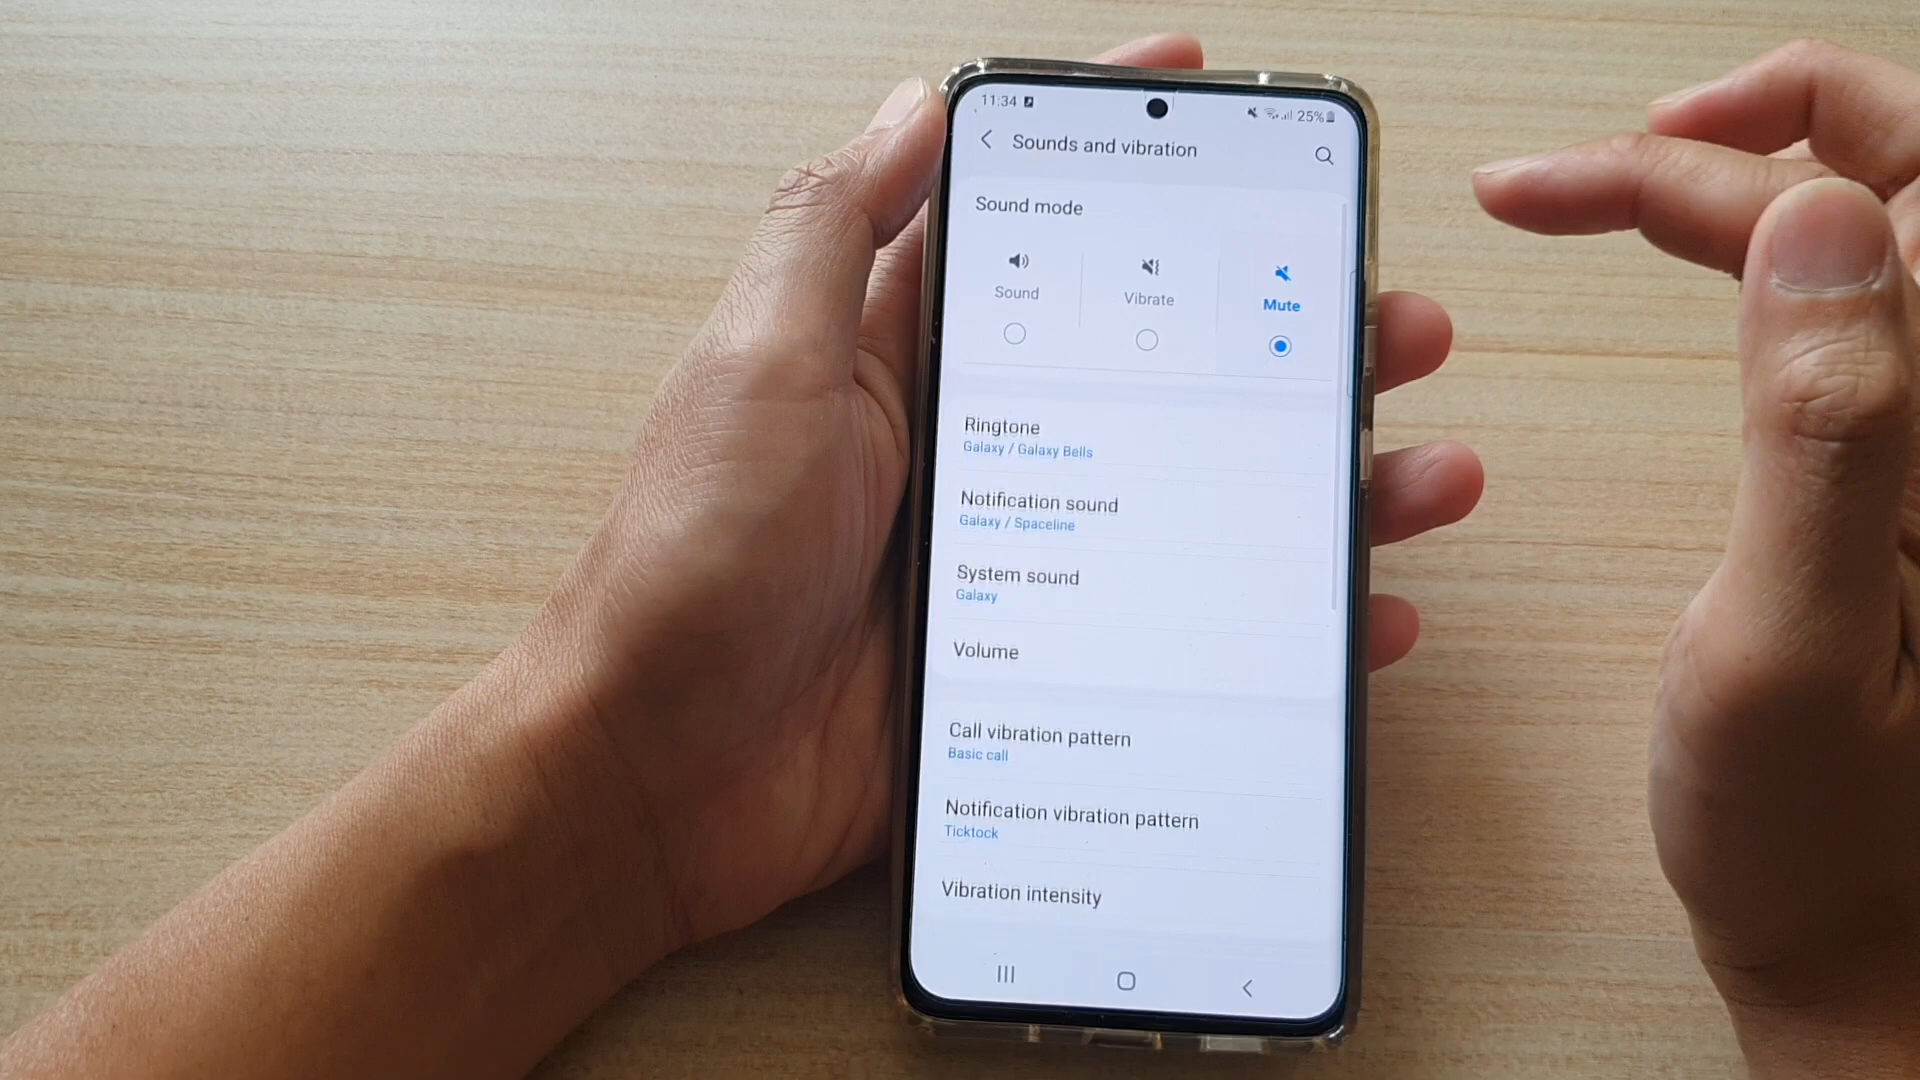 11:34 25%
Sounds and vibration
Sound mode
Sound Vibrate Mute
Ringtone
Galaxy / Galaxy Bells
Notification sound
Galaxy / Spaceline
System sound
Galaxy
Volume
Call vibration pattern
Basic call
Notification vibration pattern
Ticktock
Vibration intensity